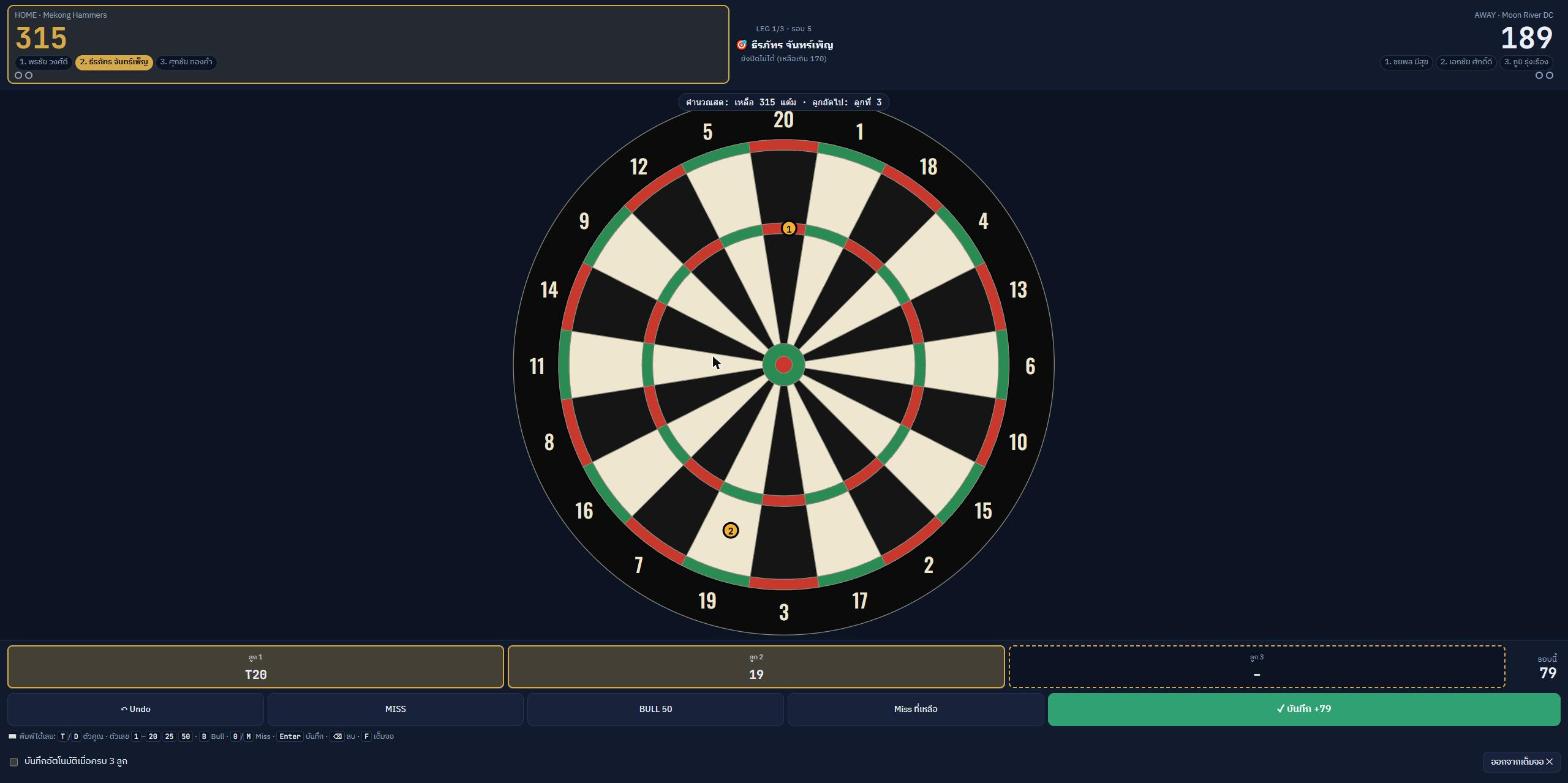 HOME · Mekong Hammers
315
1. พรชัย วงศ์ดี 2. ธีรภัทร จันทร์เพ็ญ 3. ศุภชัย ทองคำ
LEG 1/3 · รอบ 5
🎯 ธีรภัทร จันทร์เพ็ญ
ยังปิดไม่ได้ (เหลือเกิน 170)
AWAY · Moon River DC
189
1. ชยพล มีสุข 2. เอกชัย ศักดิ์ดี 3. ภูมิ รุ่งเรือง
คำนวณสด: เหลือ 315 แต้ม · ลูกถัดไป: ลูกที่ 3
20
5 1
12 18
9 4
14 13
11 6
8 10
16 15
7 2
19 17
3
1
2
ลูก 1
T20
ลูก 2
19
ลูก 3
–
รอบนี้
79
↶ Undo
MISS
BULL 50
Miss ที่เหลือ
✓ บันทึก +79
⌨ พิมพ์ได้เลย: T / D ตัวคูณ · ตัวเลข 1 – 20 25 50 · B Bull · 0 / M Miss · Enter บันทึก · ⌫ ลบ · F เต็มจอ
บันทึกอัตโนมัติเมื่อครบ 3 ลูก
ออกจากเต็มจอ ✕